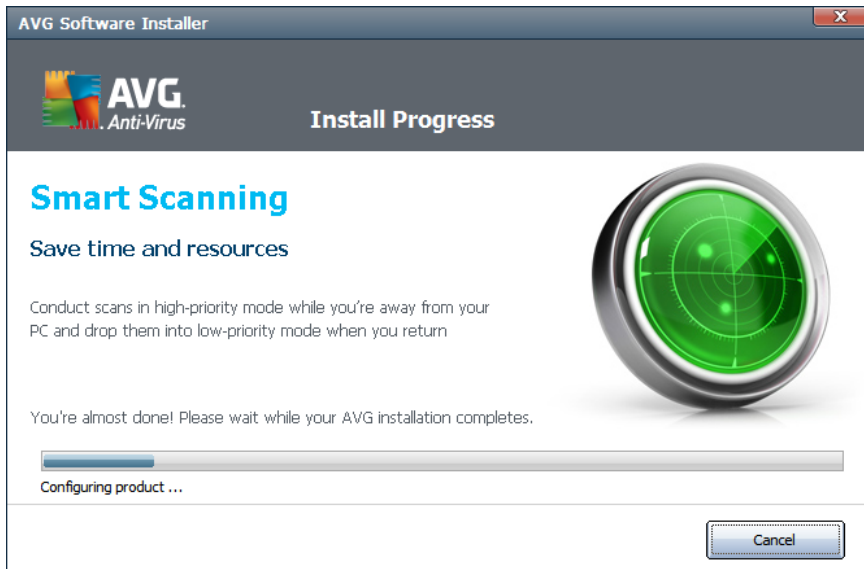 AVG Software Installer
X
AVG.
Anti-Virus
Install Progress
Smart Scanning
Save time and resources
Conduct scans in high-priority mode while you're away from your
PC and drop them into low-priority mode when you return
You're almost done! Please wait while your AVG installation completes.
Configuring product ...
Cancel